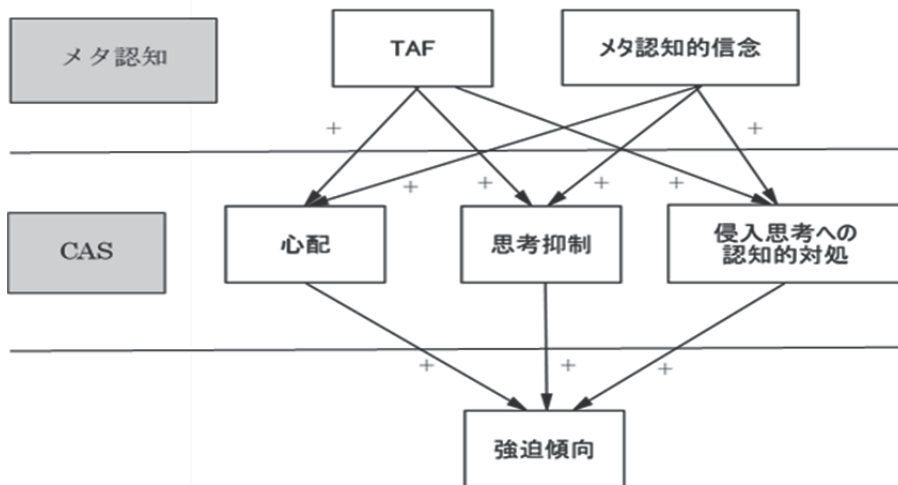 メタ認知
TAF
メタ認知的信念
+
+
+
+
+
+
CAS
心配
思考抑制
侵入思考への
認知的対処
+
+
+
強迫傾向